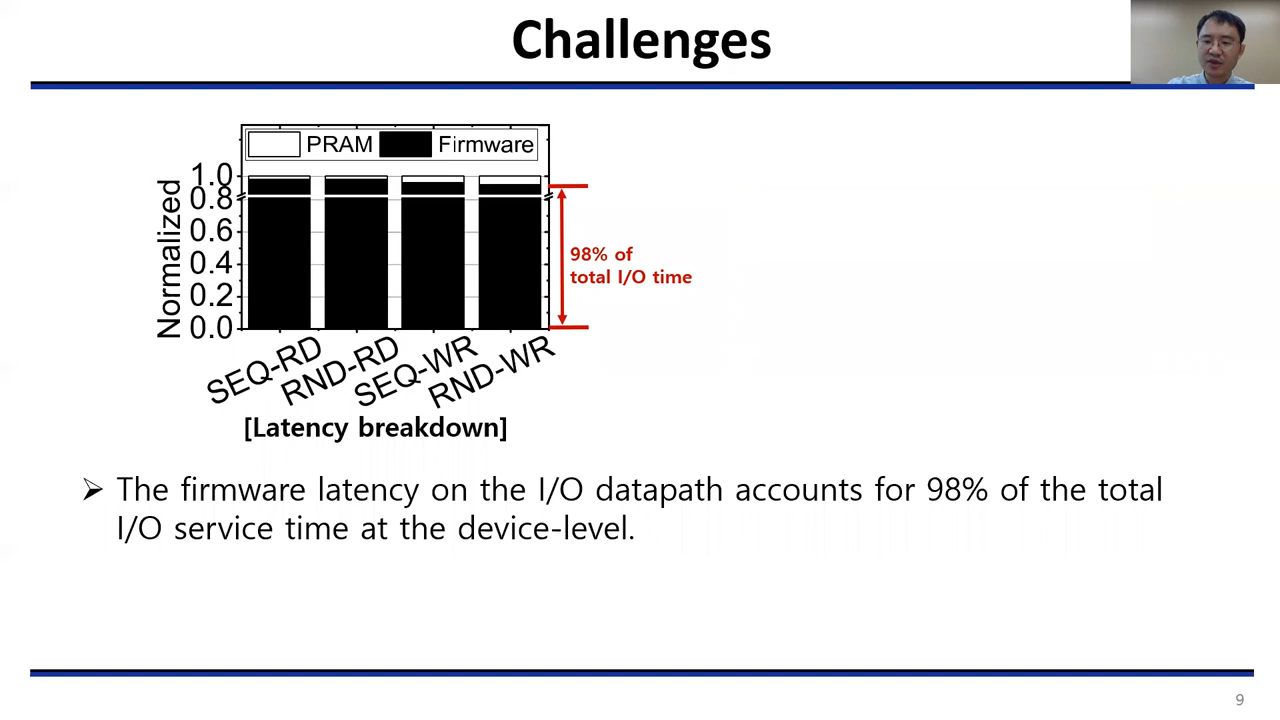 Challenges
PRAM Firmware
Normalized
1.0
0.8
0.6
0.4
0.2
0.0
98% of
total I/O time
SEQ-RD
RND-RD
SEQ-WR
RND-WR
[Latency breakdown]
➢ The firmware latency on the I/O datapath accounts for 98% of the total
I/O service time at the device-level.
9